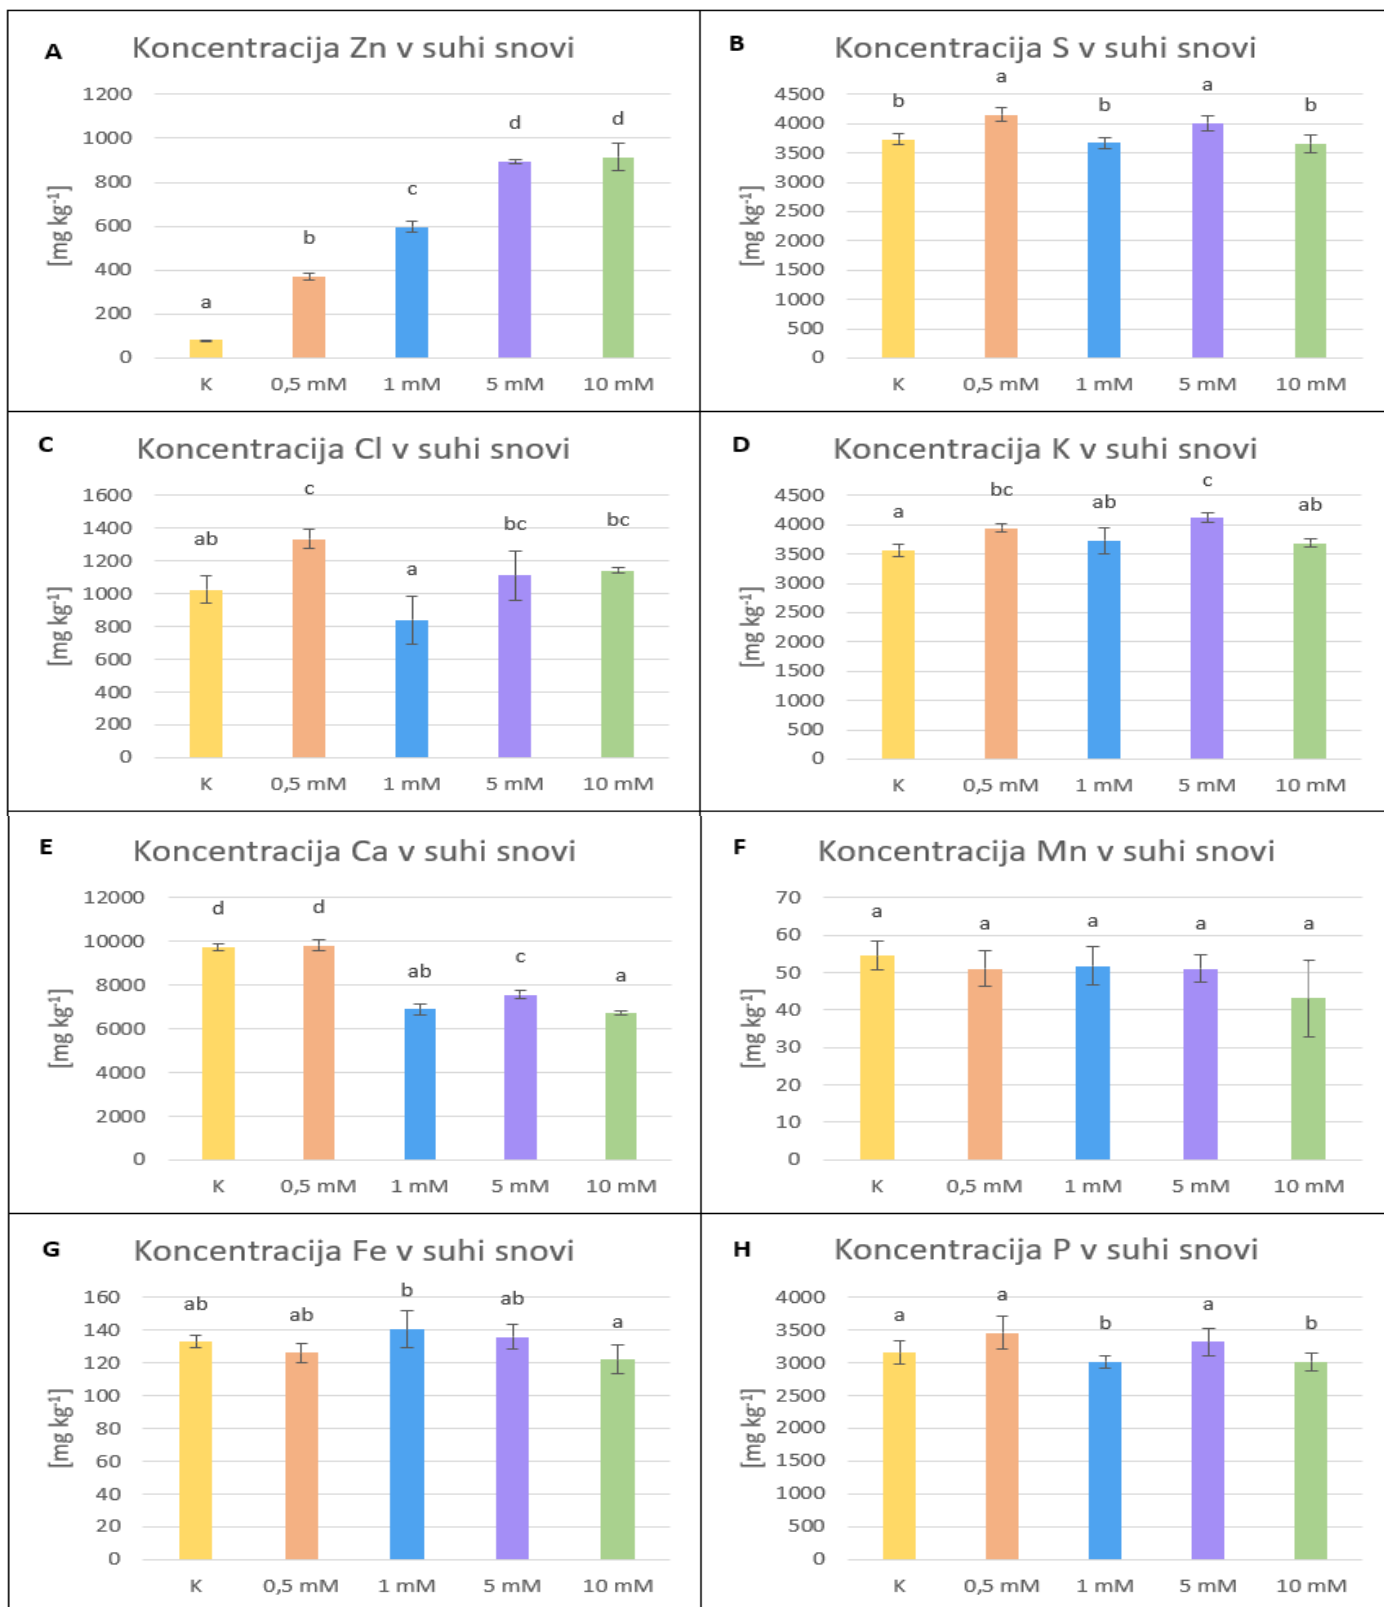 A Koncentracija Zn v suhi snovi
[mg kg⁻¹]
1200
1000
800
600
400
200
0
a b c d d
K 0,5 mM 1 mM 5 mM 10 mM
B Koncentracija S v suhi snovi
[mg kg⁻¹]
4500
4000
3500
3000
2500
2000
1500
1000
500
0
b a b a b
K 0,5 mM 1 mM 5 mM 10 mM
C Koncentracija Cl v suhi snovi
[mg kg⁻¹]
1600
1400
1200
1000
800
600
400
200
0
ab c a bc bc
K 0,5 mM 1 mM 5 mM 10 mM
D Koncentracija K v suhi snovi
[mg kg⁻¹]
4500
4000
3500
3000
2500
2000
1500
1000
500
0
a bc ab c ab
K 0,5 mM 1 mM 5 mM 10 mM
E Koncentracija Ca v suhi snovi
[mg kg⁻¹]
12000
10000
8000
6000
4000
2000
0
d d ab c a
K 0,5 mM 1 mM 5 mM 10 mM
F Koncentracija Mn v suhi snovi
[mg kg⁻¹]
70
60
50
40
30
20
10
0
a a a a a
K 0,5 mM 1 mM 5 mM 10 mM
G Koncentracija Fe v suhi snovi
[mg kg⁻¹]
160
140
120
100
80
60
40
20
0
ab ab b ab a
K 0,5 mM 1 mM 5 mM 10 mM
H Koncentracija P v suhi snovi
[mg kg⁻¹]
4000
3500
3000
2500
2000
1500
1000
500
0
a a b a b
K 0,5 mM 1 mM 5 mM 10 mM